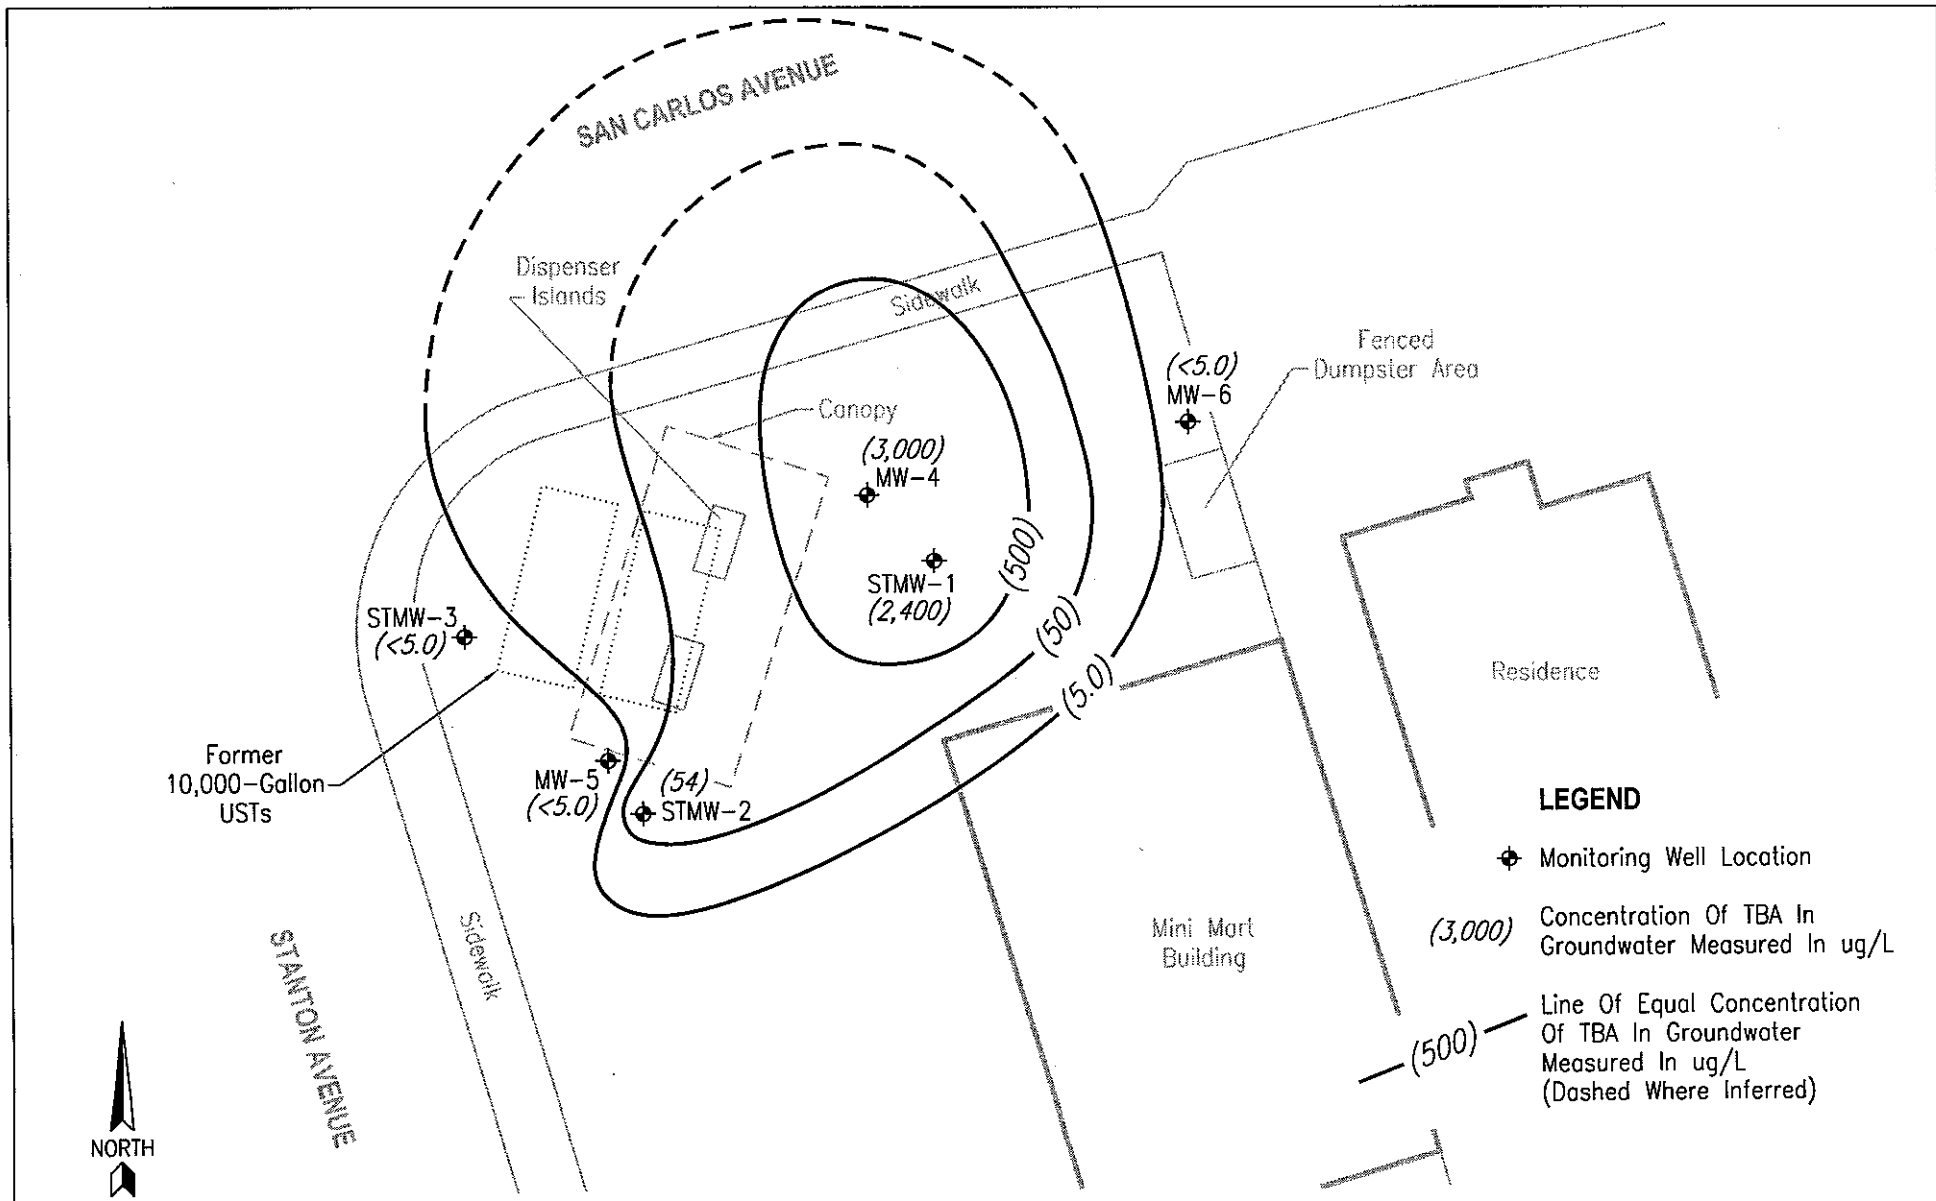 SAN CARLOS AVENUE
Dispenser
Islands
Sidewalk
Fenced
Dumpster Area
(<5.0)
MW-6
Canopy
(3,000)
MW-4
STMW-1
(2,400)
(500)
(50)
(5.0)
STMW-3
(<5.0)
Residence
Former
10,000-Gallon
USTs
MW-5
(<5.0)
(54)
STMW-2
Mini Mart
Building
Sidewalk
STANTON AVENUE
NORTH
LEGEND
Monitoring Well Location
(3,000)
Concentration Of TBA In
Groundwater Measured In ug/L
(500)
Line Of Equal Concentration
Of TBA In Groundwater
Measured In ug/L
(Dashed Where Inferred)